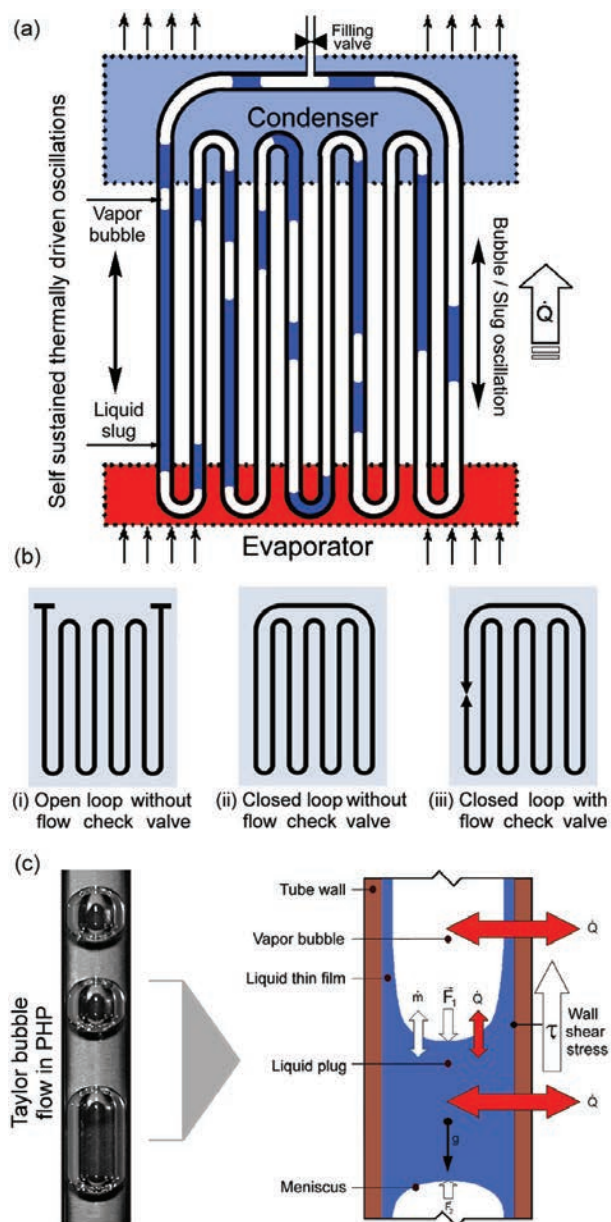 (a)
Filling
valve
Condenser
Self sustained thermally driven oscillations
Vapor
bubble
Liquid
slug
Bubble / Slug oscillation
Q̇
Evaporator
(b)
(i) Open loop without
flow check valve
(ii) Closed loop without
flow check valve
(iii) Closed loop with
flow check valve
(c)
Taylor bubble
flow in PHP
Tube wall
Vapor bubble
Q̇
Liquid thin film
ṁ
F⃗₁
Q̇
τ
Wall
shear
stress
Liquid plug
Q̇
g
Meniscus
F⃗₂